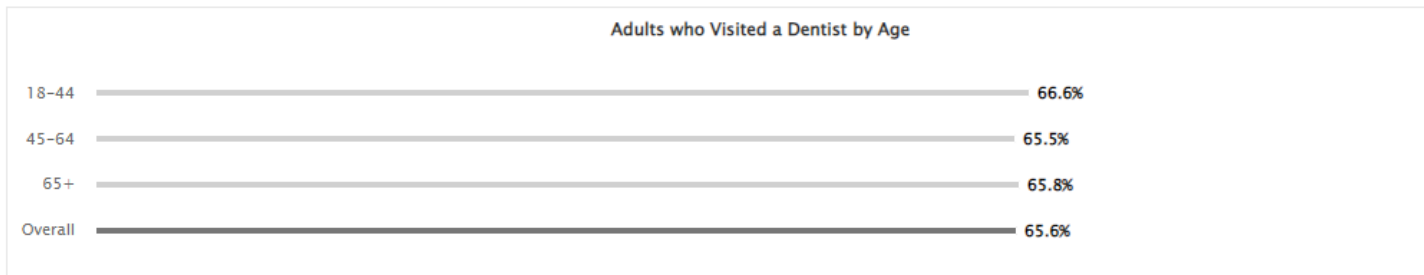 Adults who Visited a Dentist by Age
18-44 66.6%
45-64 65.5%
65+ 65.8%
Overall 65.6%